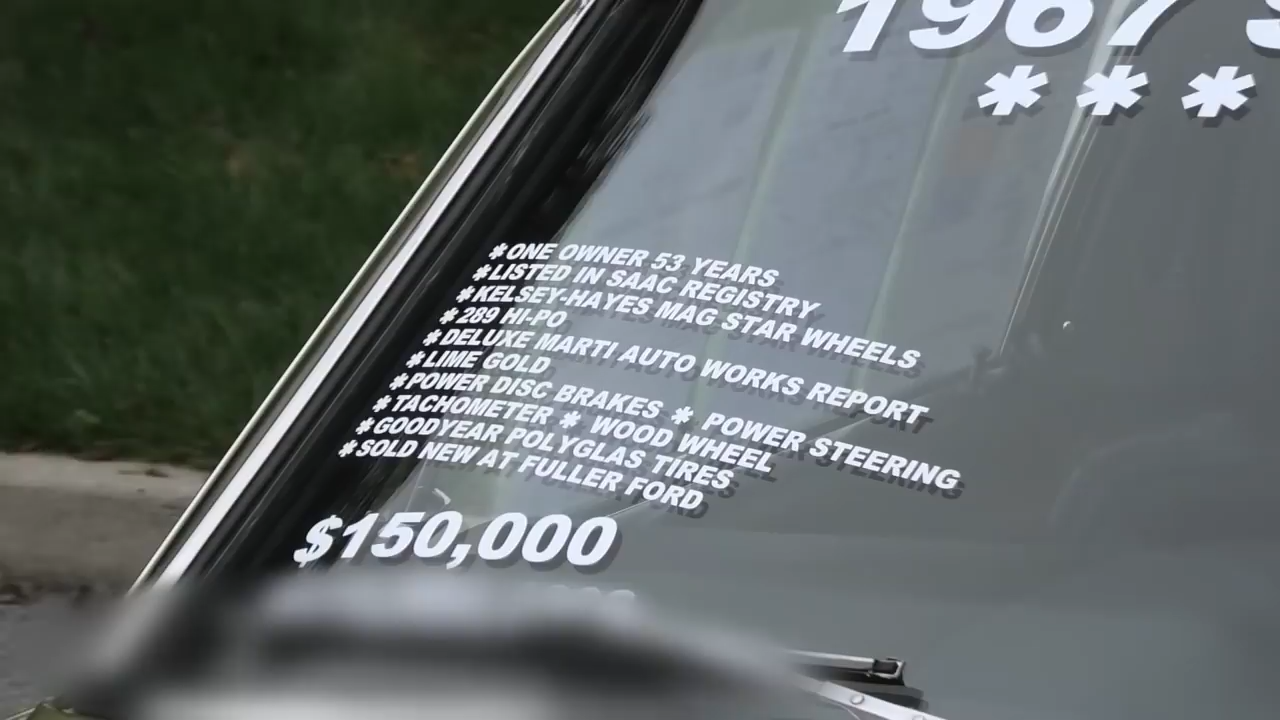 1967
* * *
*ONE OWNER 53 YEARS
*LISTED IN SAAC REGISTRY
*KELSEY-HAYES MAG STAR WHEELS
*289 HI-PO
*DELUXE MARTI AUTO WORKS REPORT
*LIME GOLD
*POWER DISC BRAKES * POWER STEERING
*TACHOMETER * WOOD WHEEL
*GOODYEAR POLYGLAS TIRES
*SOLD NEW AT FULLER FORD
$150,000